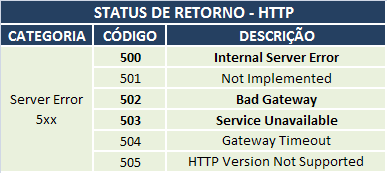 STATUS DE RETORNO - HTTP
CATEGORIA CÓDIGO DESCRIÇÃO
Server Error 5xx
500 Internal Server Error
501 Not Implemented
502 Bad Gateway
503 Service Unavailable
504 Gateway Timeout
505 HTTP Version Not Supported